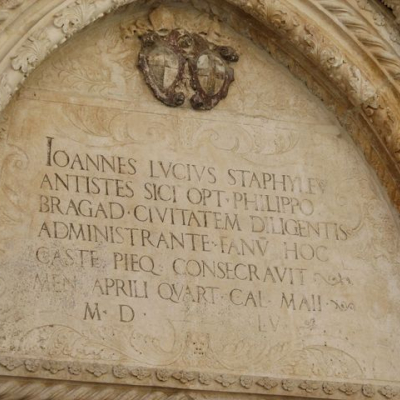 IOANNES LVCIVS STAPHYLEV
ANTISTES SICI OPT · PHILIPPO
BRAGAD · CIVITATEM DILIGENTIS
ADMINISTRANTE · FANV HOC
CASTE PIEQ CONSECRAVIT
MEN APRILI QVART · CAL · MAII
M · D · LV